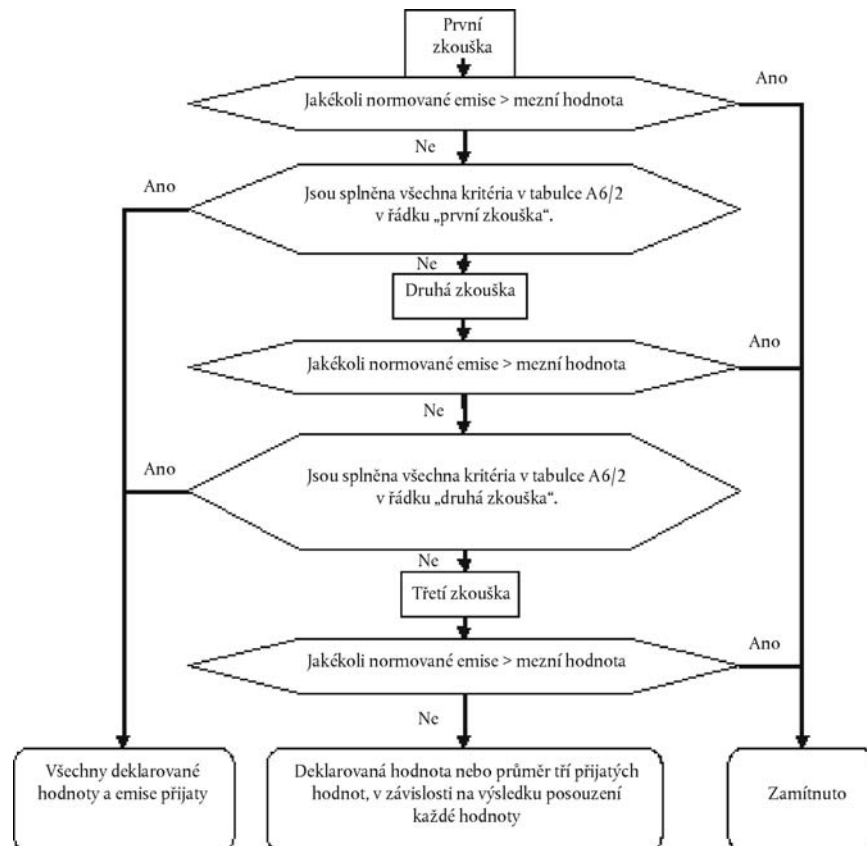 První
zkouška
Ano
Jakékoli normované emise > mezní hodnota
Ne
Ano
Jsou splněna všechna kritéria v tabulce A6/2
v řádku „první zkouška“.
Ne
Druhá zkouška
Ano
Jakékoli normované emise > mezní hodnota
Ne
Ano
Jsou splněna všechna kritéria v tabulce A6/2
v řádku „druhá zkouška“.
Ne
Třetí zkouška
Ano
Jakékoli normované emise > mezní hodnota
Ne
Všechny deklarované
hodnoty a emise přijaty
Deklarovaná hodnota nebo průměr tří přijatých
hodnot, v závislosti na výsledku posouzení
každé hodnoty
Zamítnuto